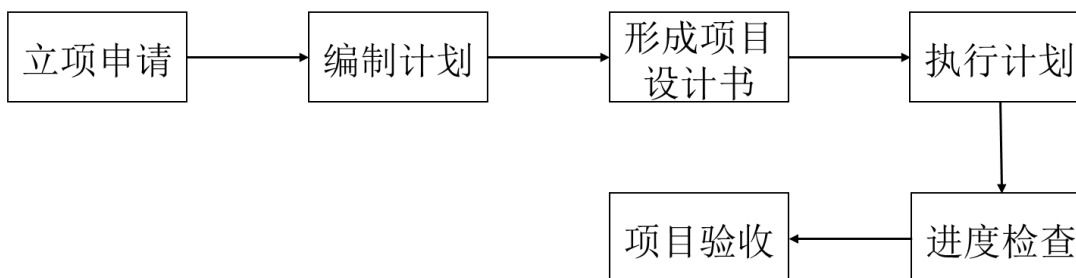 立项申请
编制计划
形成项目
设计书
执行计划
进度检查
项目验收